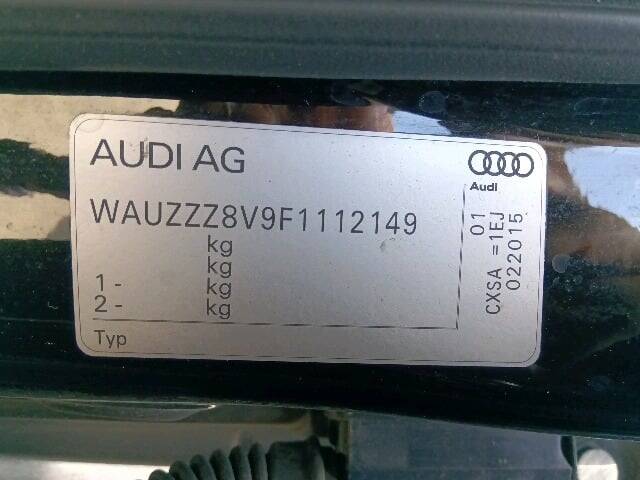 AUDI AG
Audi
WAUZZZ8V9F1112149
kg
kg
1 - kg
2 - kg
Typ
01
CXSA =1EJ
022015